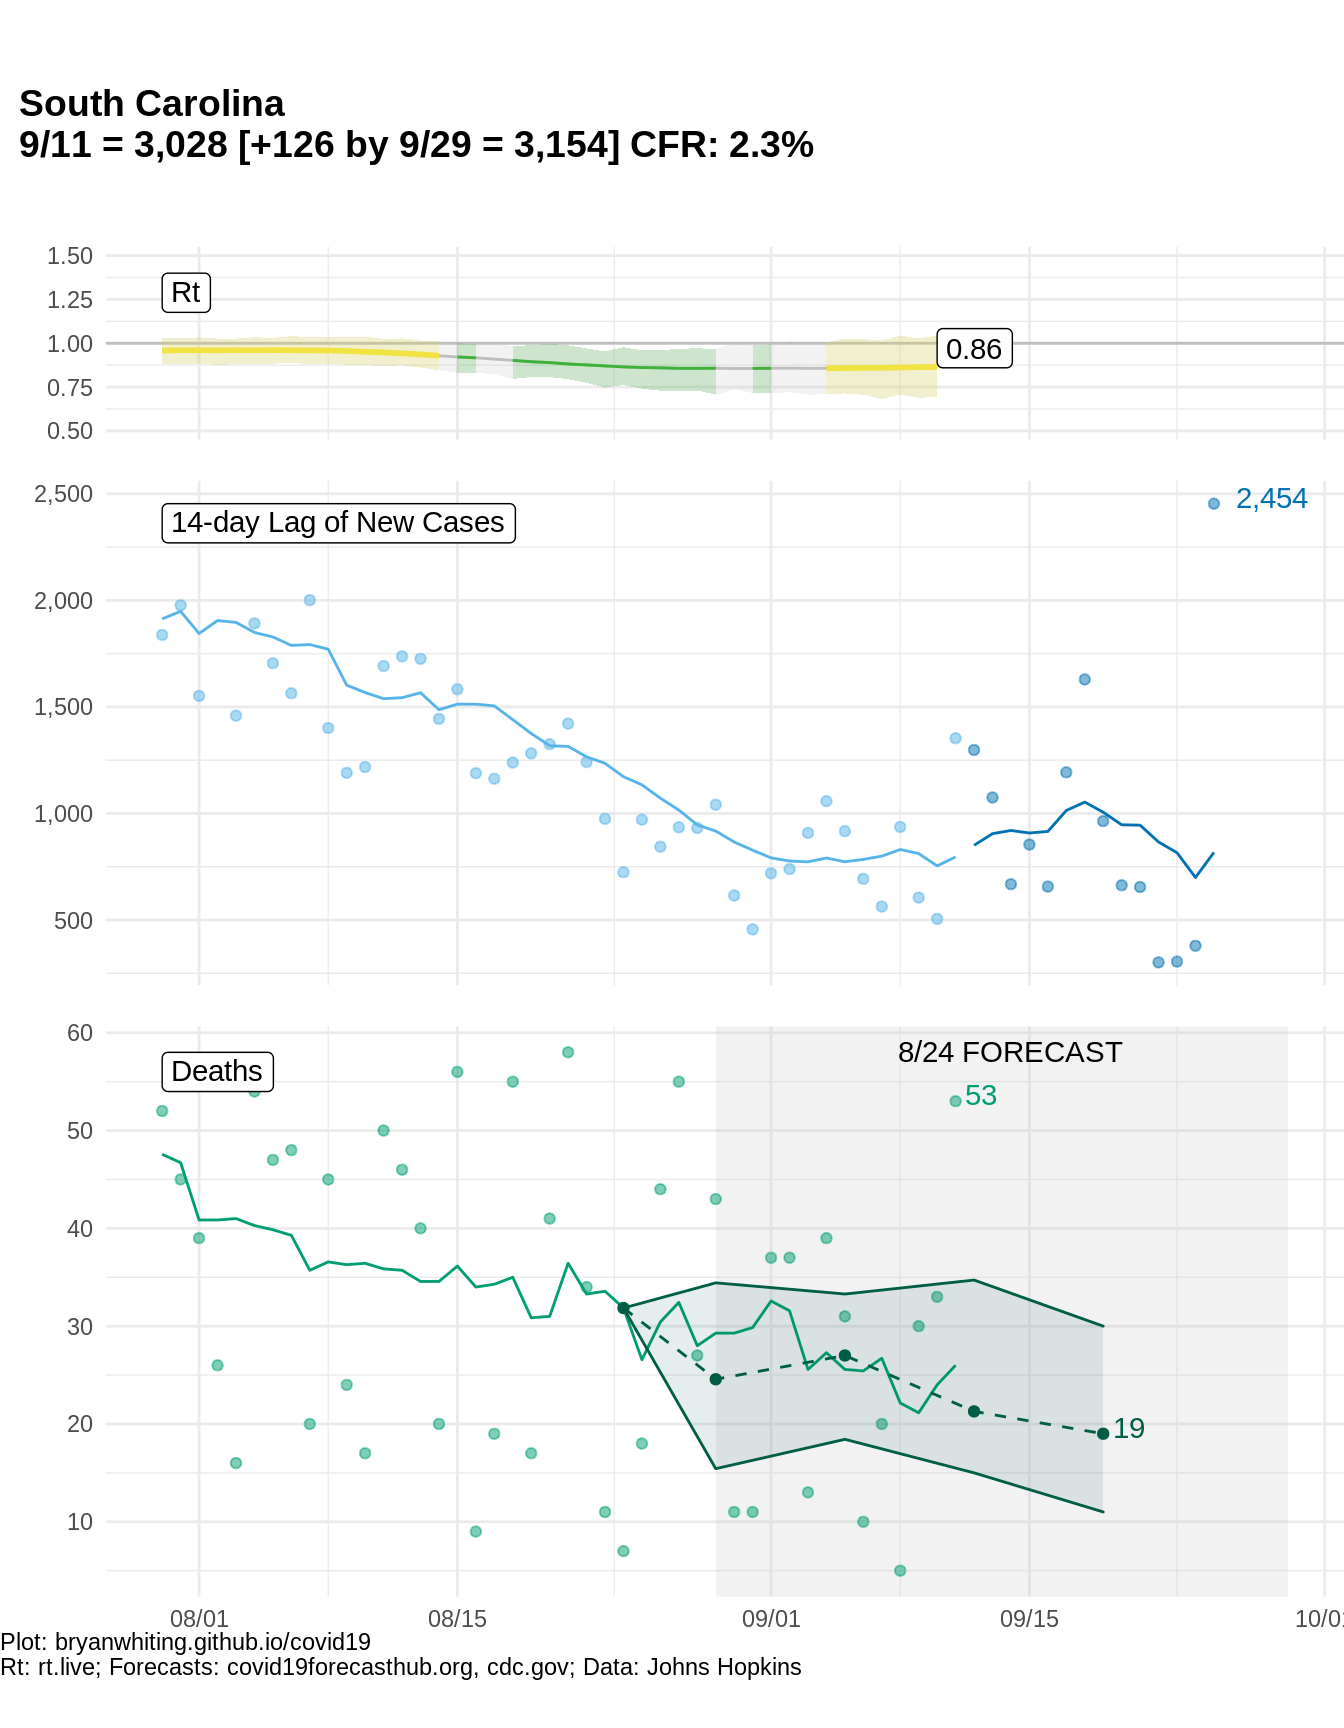 South Carolina
9/11 = 3,028 [+126 by 9/29 = 3,154] CFR: 2.3%
1.50
Rt
1.25
1.00
0.86
0.75
0.50
2,500
2,454
14-day Lag of New Cases
2,000
1,500
1,000
500
60
8/24 FORECAST
Deaths
53
50
40
30
20
19
10
08/01 08/15 09/01 09/15 10/01
Plot: bryanwhiting.github.io/covid19
Rt: rt.live; Forecasts: covid19forecasthub.org, cdc.gov; Data: Johns Hopkins